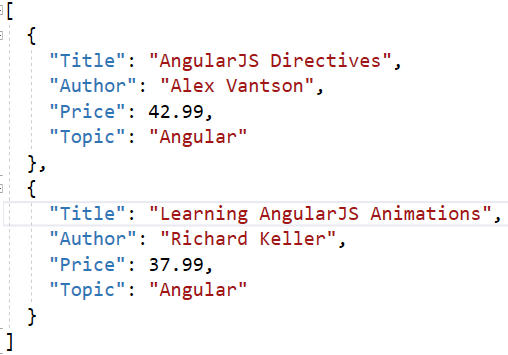 [
  {
    "Title": "AngularJS Directives",
    "Author": "Alex Vantson",
    "Price": 42.99,
    "Topic": "Angular"
  },
  {
    "Title": "Learning AngularJS Animations",
    "Author": "Richard Keller",
    "Price": 37.99,
    "Topic": "Angular"
  }
]